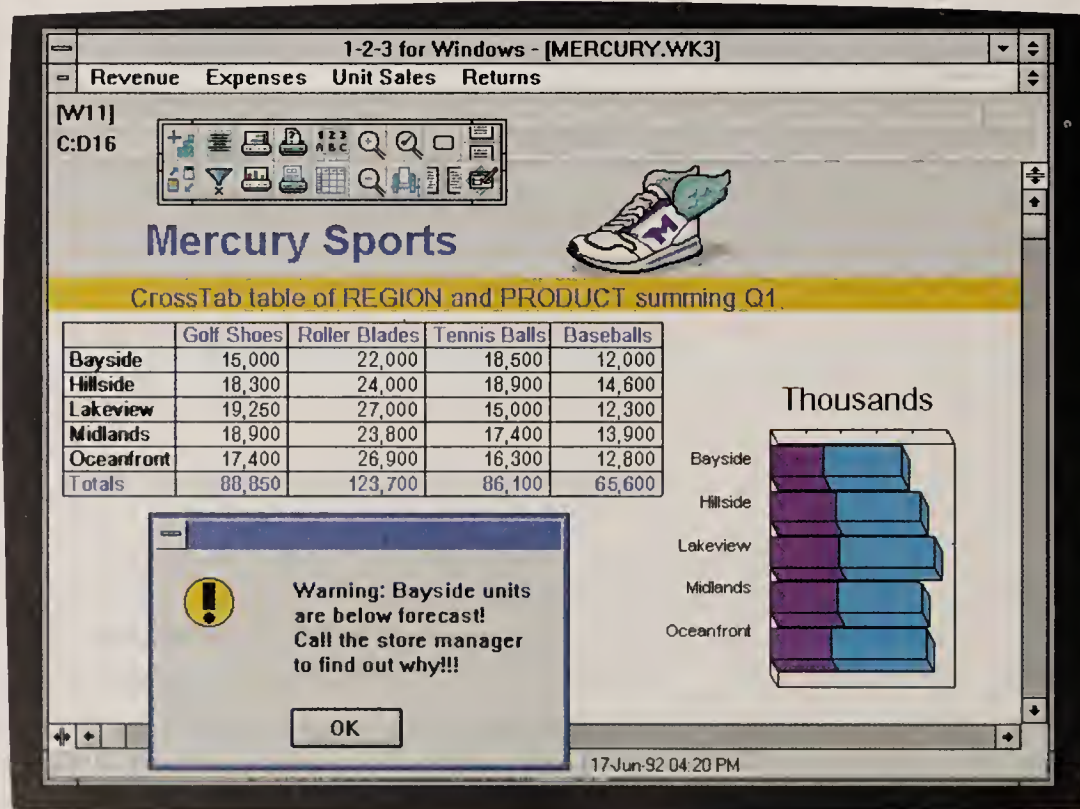 1-2-3 for Windows - [MERCURY.WK3]
Revenue Expenses Unit Sales Returns
[W11]
C:D16
1 2 3
A B C
Mercury Sports
M
CrossTab table of REGION and PRODUCT summing Q1
Golf Shoes Roller Blades Tennis Balls Baseballs
Bayside 15,000 22,000 18,500 12,000
Hillside 18,300 24,000 18,900 14,600
Lakeview 19,250 27,000 15,000 12,300
Midlands 18,900 23,800 17,400 13,900
Oceanfront 17,400 26,900 16,300 12,800
Totals 88,850 123,700 86,100 65,600
Thousands
Bayside
Hillside
Lakeview
Midlands
Oceanfront
Warning: Bayside units
are below forecast!
Call the store manager
to find out why!!!
OK
17-Jun-92 04:20 PM